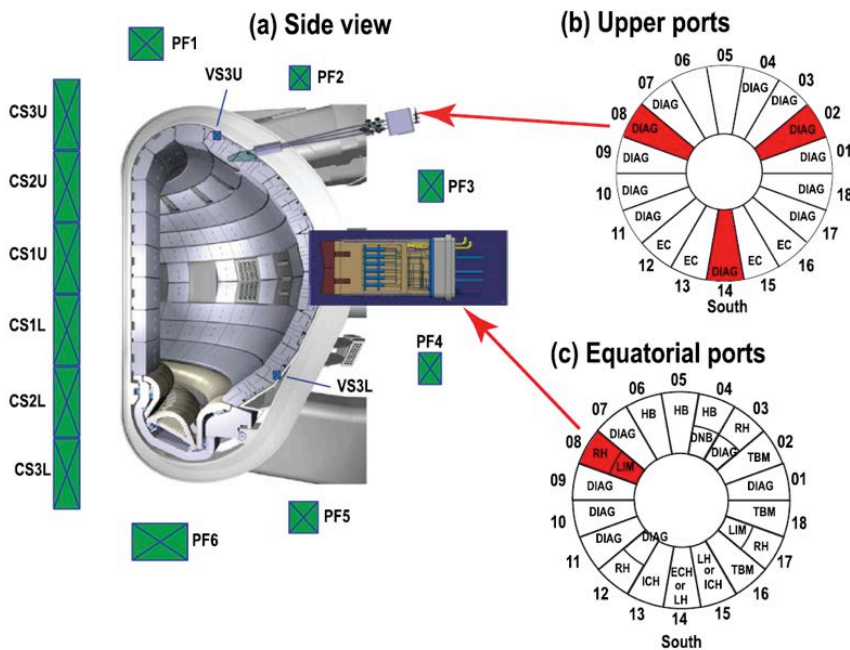 (a) Side view
PF1
VS3U
PF2
CS3U
CS2U
CS1U
CS1L
CS2L
CS3L
PF3
PF4
VS3L
PF5
PF6
(b) Upper ports
05
06
04
07
03
DIAG
DIAG
DIAG
08
02
DIAG
DIAG
09
DIAG
DIAG
01
10
DIAG
DIAG
18
11
DIAG
DIAG
17
EC
EC
12
EC
DIAG
EC
16
13
14
15
South
(c) Equatorial ports
05
06
04
07
03
HB
HB
HB
DIAG
RH
DNB
DIAG
08
02
RH
LIM
TBM
09
DIAG
DIAG
01
10
DIAG
TBM
18
11
DIAG
DIAG
LIM
RH
17
12
RH
ICH
ECH
or
LH
LH
or
ICH
TBM
16
13
14
15
South